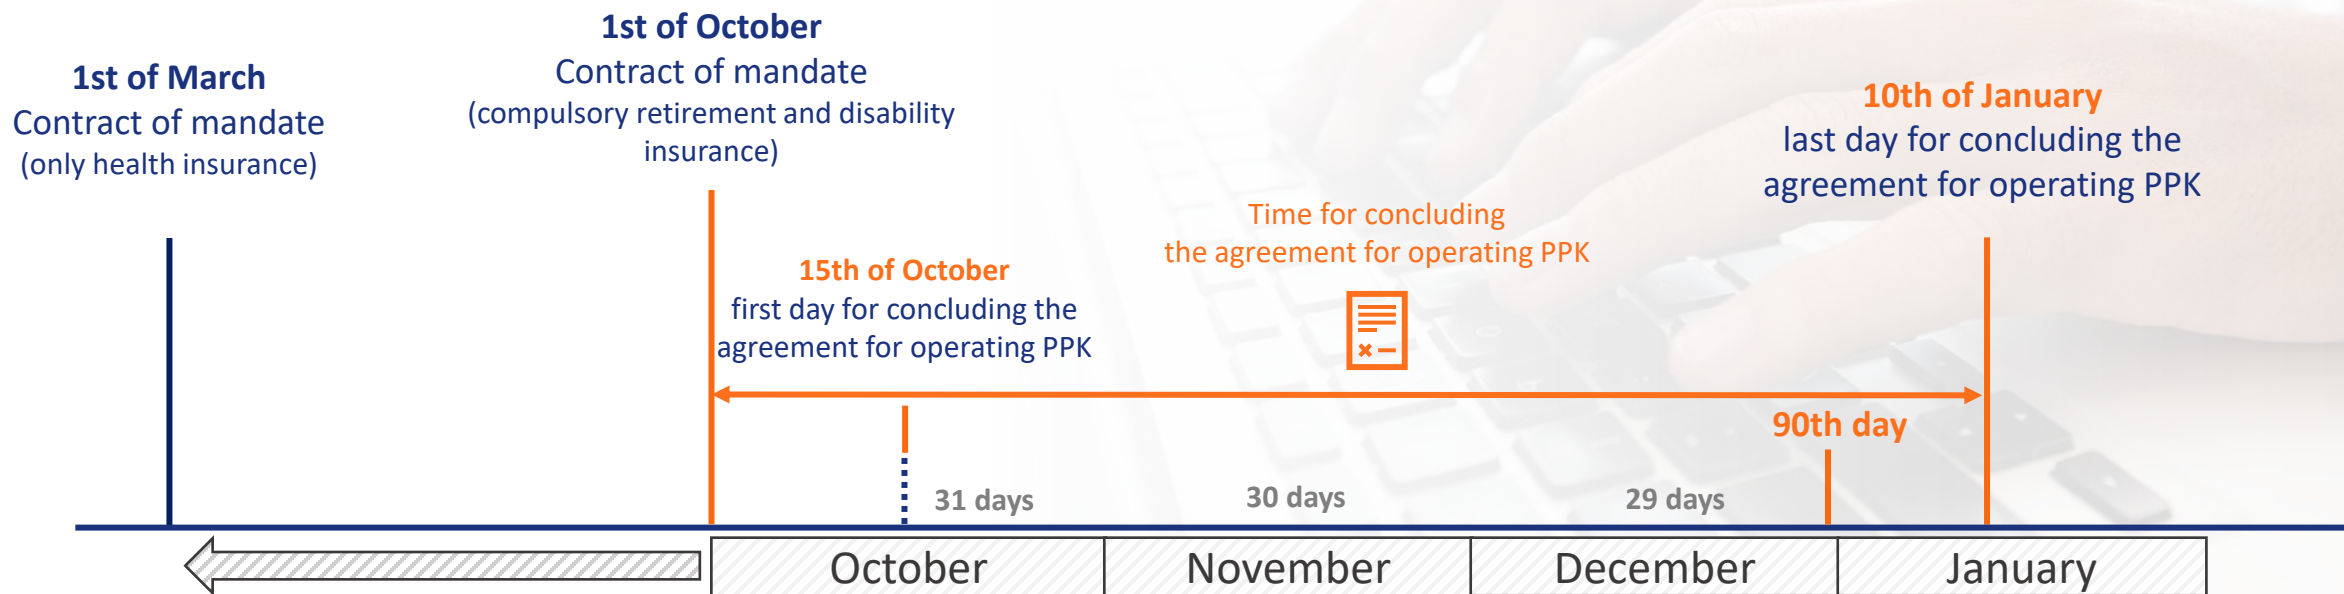 1st of March
Contract of mandate
(only health insurance)
1st of October
Contract of mandate
(compulsory retirement and disability
insurance)
15th of October
first day for concluding the
agreement for operating PPK
Time for concluding
the agreement for operating PPK
10th of January
last day for concluding the
agreement for operating PPK
90th day
31 days
30 days
29 days
October
November
December
January